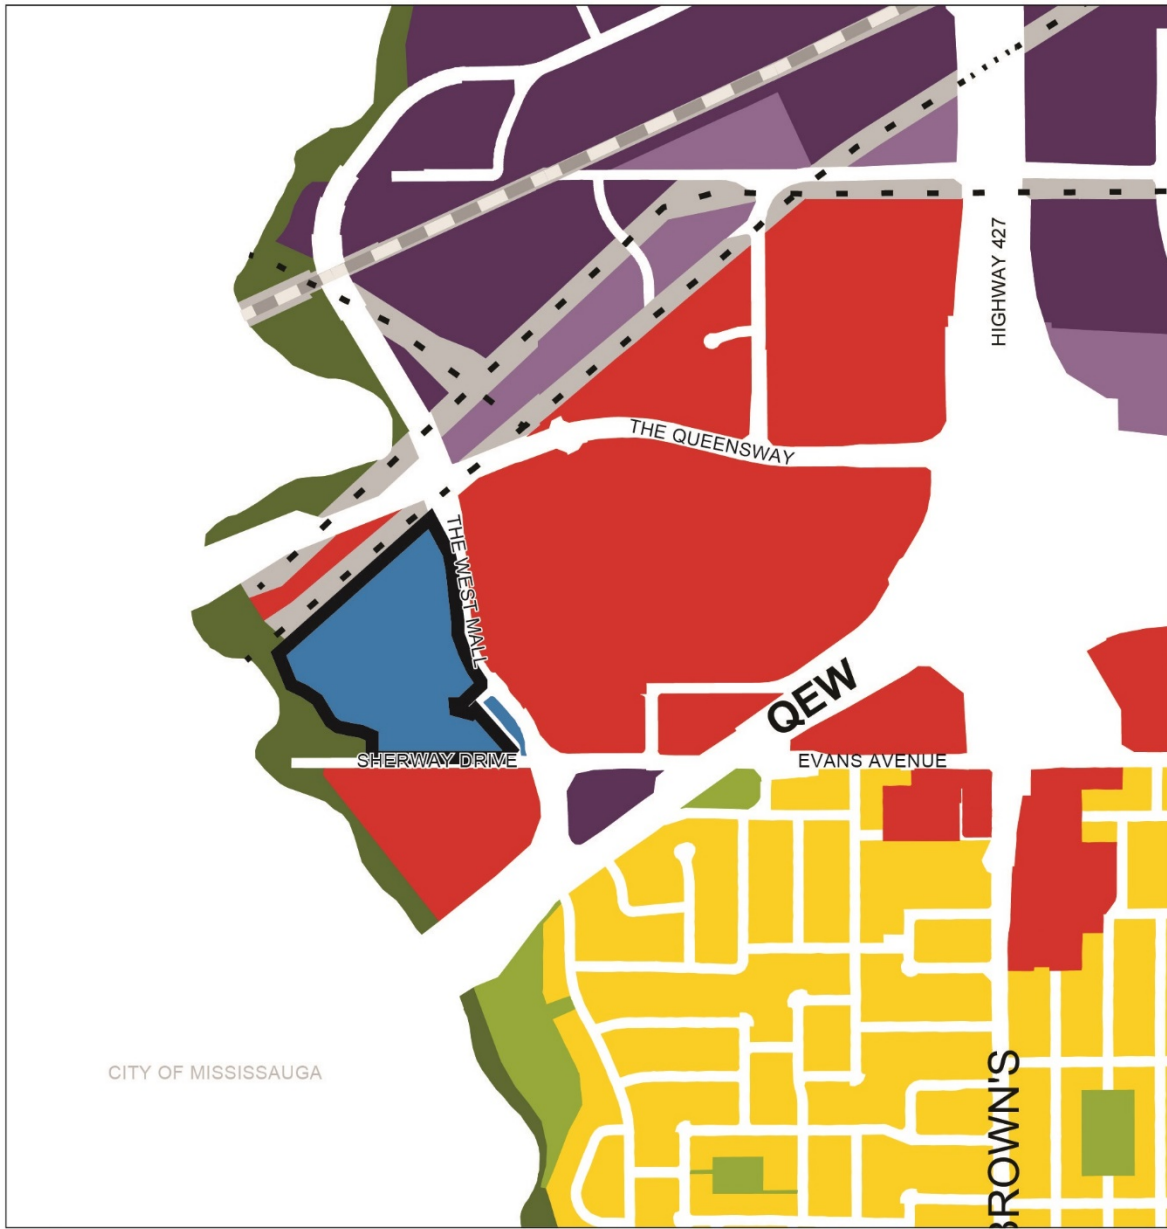 HIGHWAY 427
THE QUEENSWAY
THE WEST MALL
QEW
SHERWAY DRIVE
EVANS AVENUE
CITY OF MISSISSAUGA
BROWN'S